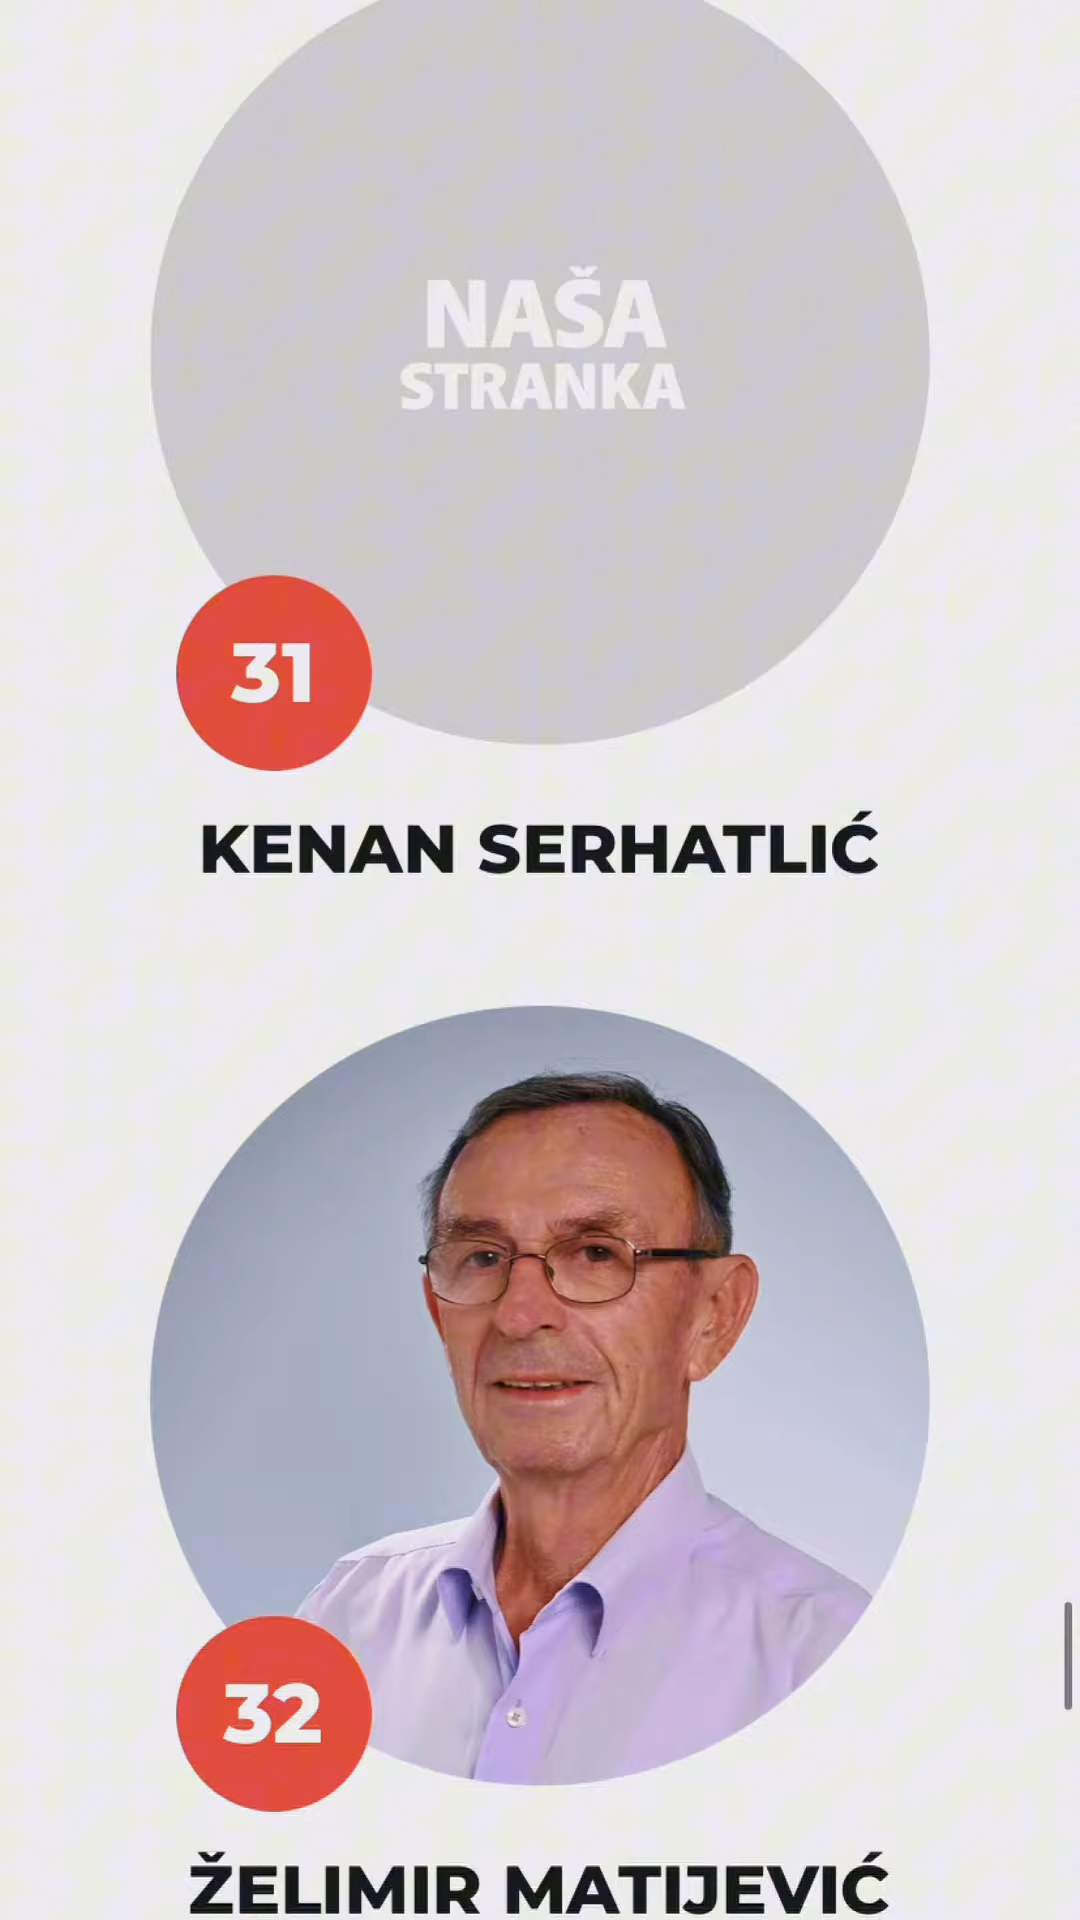 NAŠA
STRANKA
31
KENAN SERHATLIĆ
32
ŽELIMIR MATIJEVIĆ